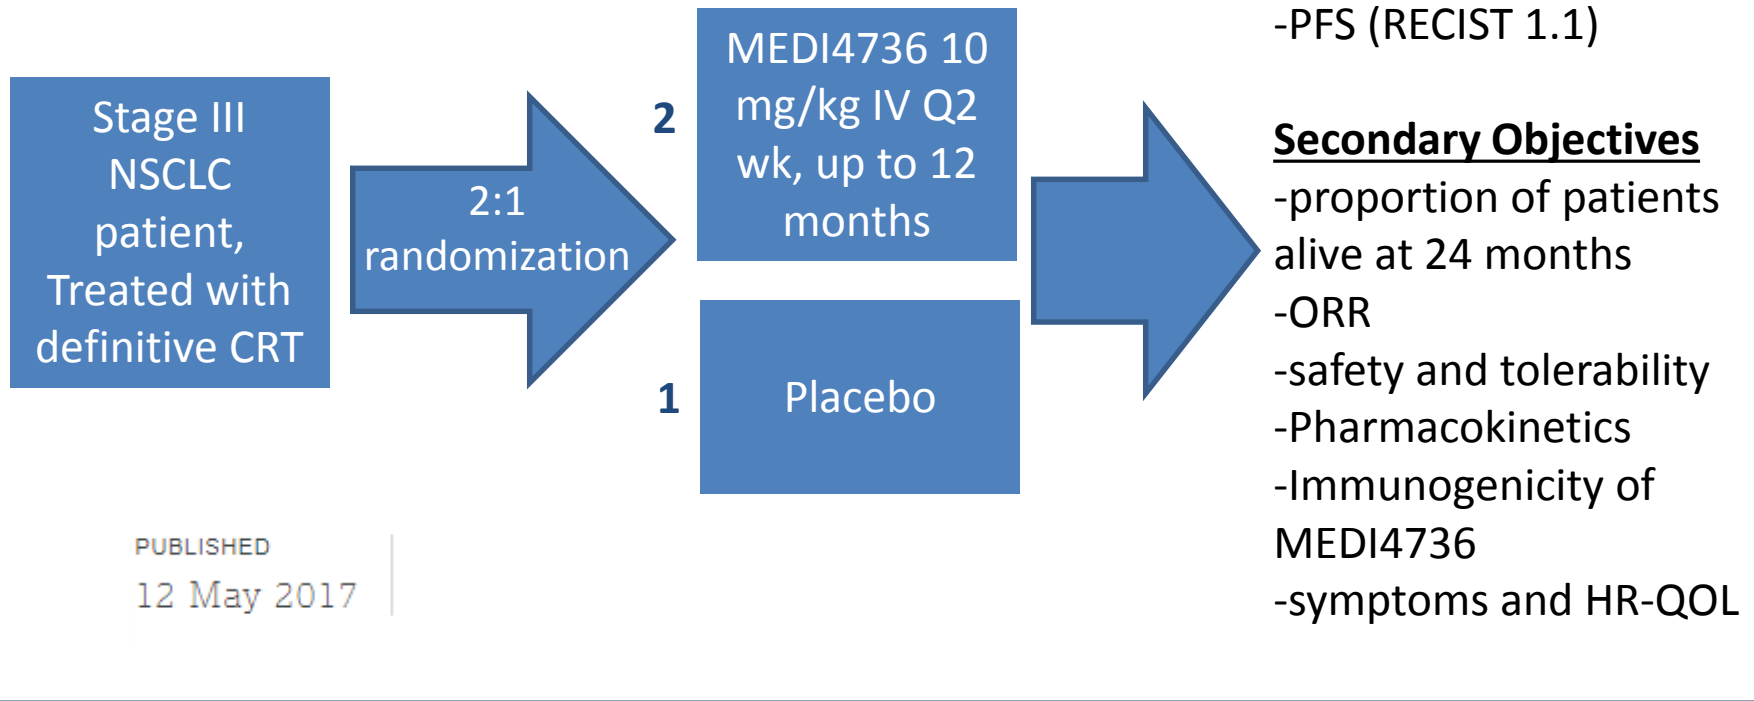 Stage III
NSCLC
patient,
Treated with
definitive CRT
2:1
randomization
2
MEDI4736 10
mg/kg IV Q2
wk, up to 12
months
1
Placebo
-PFS (RECIST 1.1)
Secondary Objectives
-proportion of patients
alive at 24 months
-ORR
-safety and tolerability
-Pharmacokinetics
-Immunogenicity of
MEDI4736
-symptoms and HR-QOL
PUBLISHED
12 May 2017